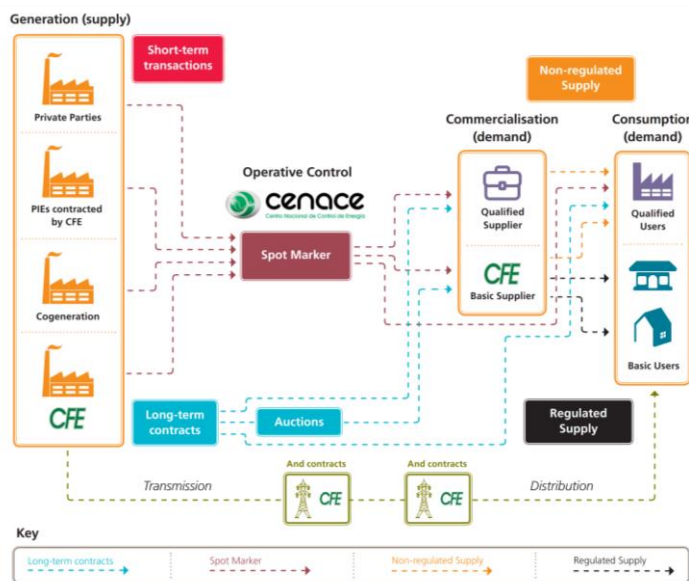 Generation (supply)
Short-term
transactions
Non-regulated
Supply
Private Parties
Commercialisation
(demand)
Consumption
(demand)
PIEs contracted
by CFE
Operative Control
cenace
Centro Nacional de Control de Energía
Spot Marker
Qualified
Supplier
Qualified
Users
Cogeneration
CFE
Basic Supplier
Basic Users
CFE
Long-term
contracts
Auctions
Regulated
Supply
And contracts
And contracts
Transmission
CFE
CFE
Distribution
Key
Long-term contracts
Spot Marker
Non-regulated Supply
Regulated Supply